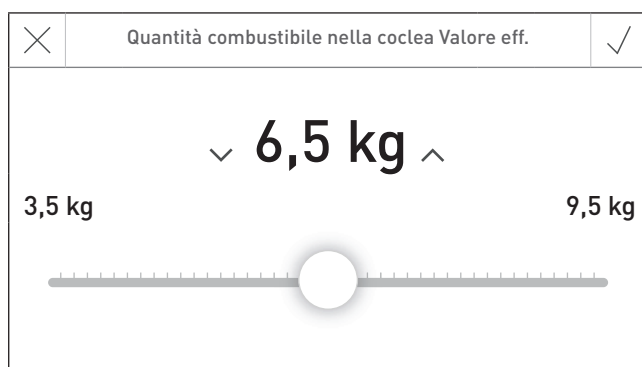 Quantità combustibile nella coclea Valore eff.
6,5 kg
3,5 kg
9,5 kg